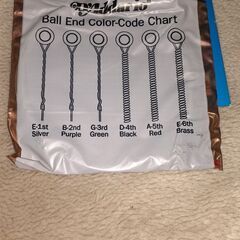 Ball End Color-Code Chart
E-1st B-2nd G-3rd D-4th A-5th E-6th
Silver Purple Green Black Red Brass